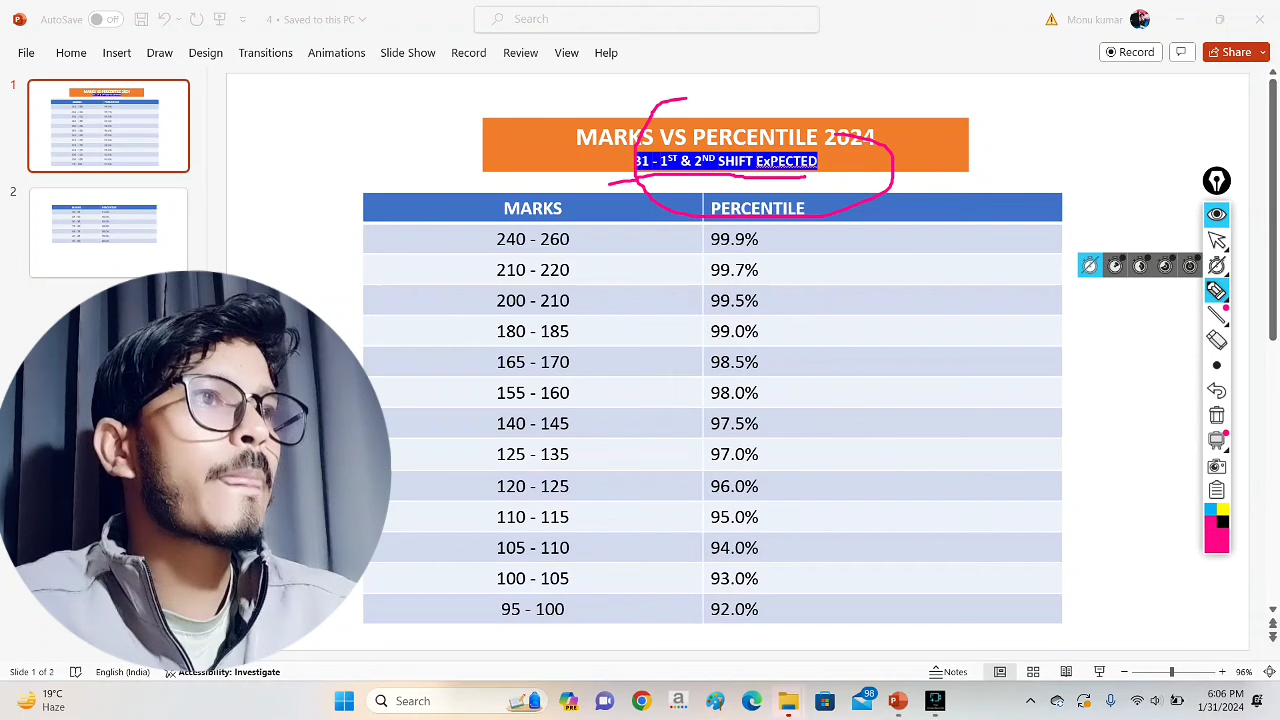 AutoSave Off 4 • Saved to this PC Search Monu kumar
File Home Insert Draw Design Transitions Animations Slide Show Record Review View Help Record Share
1
2
MARKS VS PERCENTILE 2024
31 - 1ST & 2ND SHIFT ExPECTED
MARKS PERCENTILE
240 - 260 99.9%
210 - 220 99.7%
200 - 210 99.5%
180 - 185 99.0%
165 - 170 98.5%
155 - 160 98.0%
140 - 145 97.5%
125 - 135 97.0%
120 - 125 96.0%
110 - 115 95.0%
105 - 110 94.0%
100 - 105 93.0%
95 - 100 92.0%
Slide 1 of 2 English (India) Accessibility: Investigate Notes 96%
19°C
Haze
Search
98
6:06 PM
1/31/2024